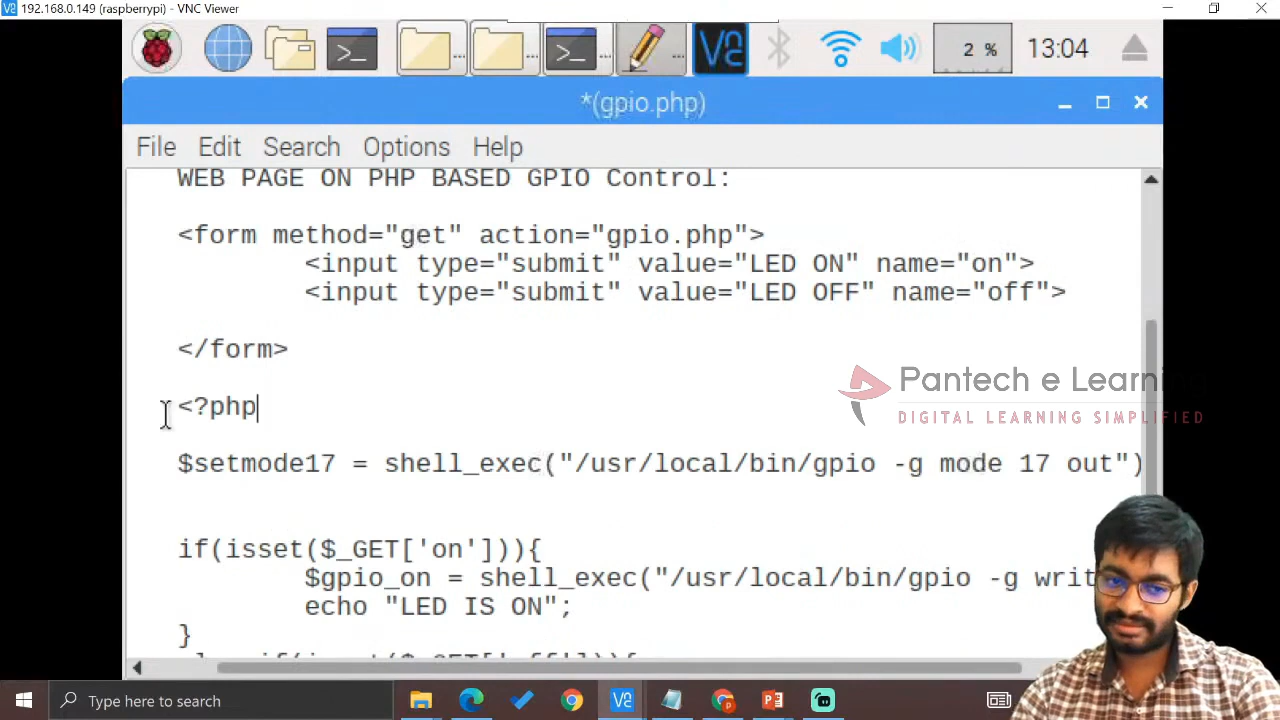 192.168.0.149 (raspberrypi) - VNC Viewer
2 %
13:04
*(gpio.php)
File Edit Search Options Help
WEB PAGE ON PHP BASED GPIO Control:
<form method="get" action="gpio.php">
<input type="submit" value="LED ON" name="on">
<input type="submit" value="LED OFF" name="off">
</form>
Pantech e Learning
DIGITAL LEARNING SIMPLIFIED
<?php
$setmode17 = shell_exec("/usr/local/bin/gpio -g mode 17 out")
if(isset($_GET['on'])){
$gpio_on = shell_exec("/usr/local/bin/gpio -g writ
echo "LED IS ON";
}
Type here to search